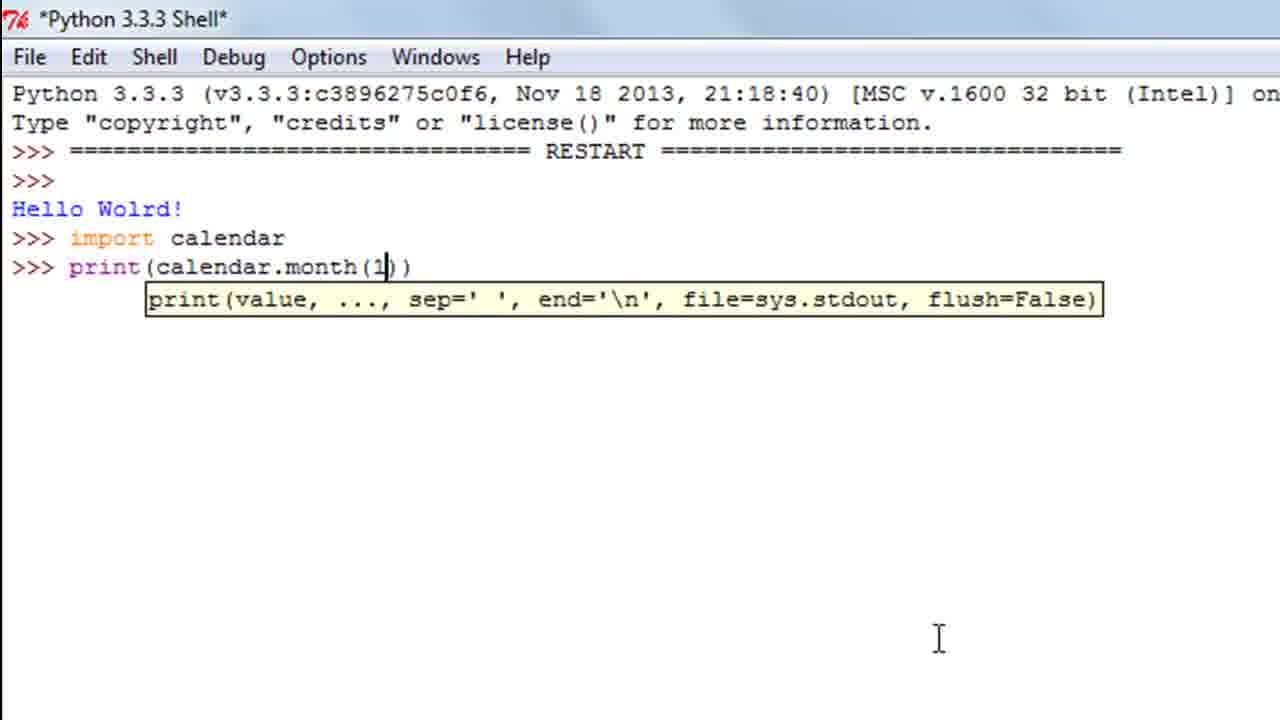 *Python 3.3.3 Shell*
File Edit Shell Debug Options Windows Help
Python 3.3.3 (v3.3.3:c3896275c0f6, Nov 18 2013, 21:18:40) [MSC v.1600 32 bit (Intel)] on
Type "copyright", "credits" or "license()" for more information.
>>> ================================ RESTART ================================
>>>
Hello Wolrd!
>>> import calendar
>>> print(calendar.month(1))
print(value, ..., sep=' ', end='\n', file=sys.stdout, flush=False)